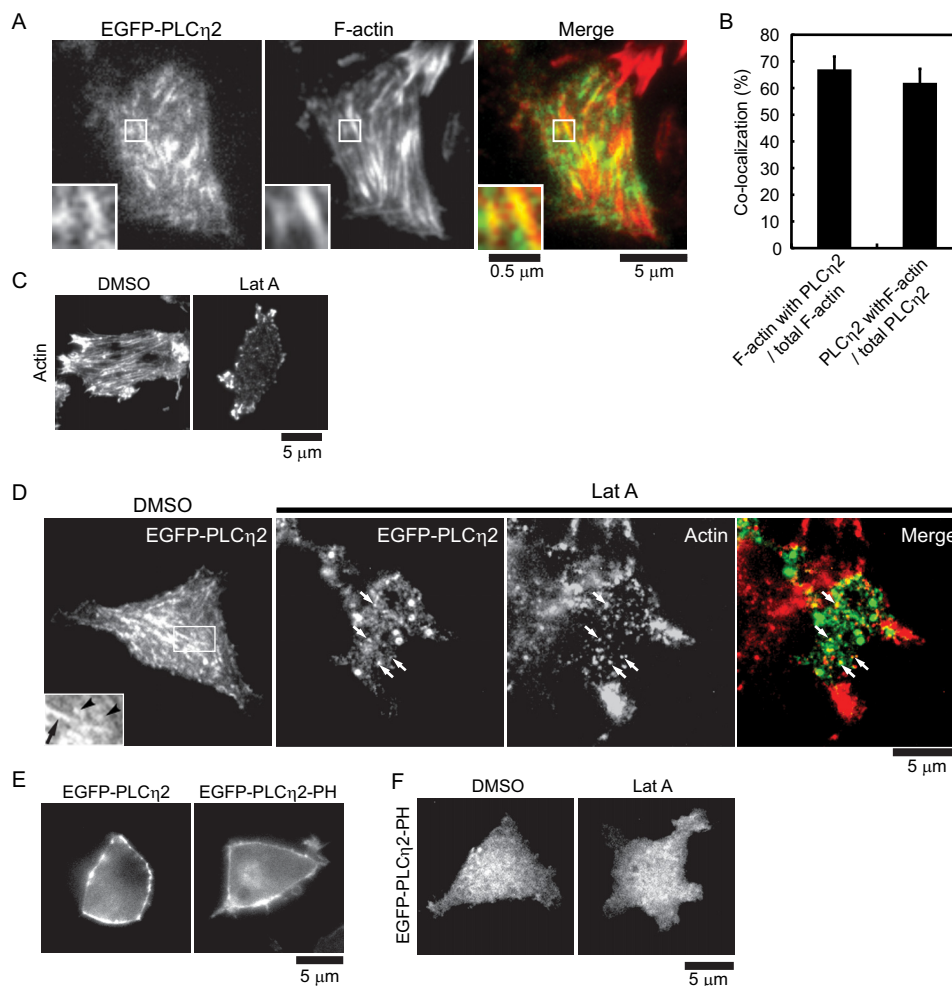 A
EGFP-PLCη2
F-actin
Merge
0.5 μm
5 μm
B
Co-localization (%)
80
70
60
50
40
30
20
10
0
F-actin with PLCη2
/ total F-actin
PLCη2 withF-actin
/ total PLCη2
C
DMSO
Lat A
Actin
5 μm
D
DMSO
Lat A
EGFP-PLCη2
EGFP-PLCη2
Actin
Merge
5 μm
E
EGFP-PLCη2
EGFP-PLCη2-PH
5 μm
F
DMSO
Lat A
EGFP-PLCη2-PH
5 μm